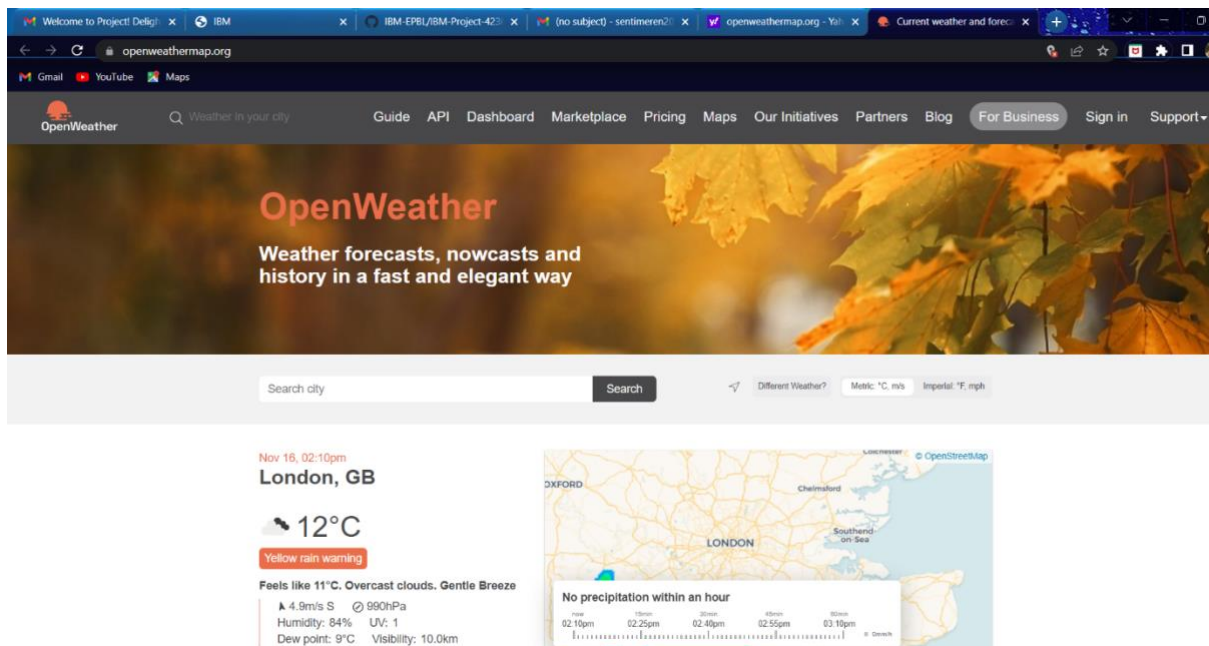 Welcome to Project! Deligh
IBM
IBM-EPBL/IBM-Project-423
(no subject) - sentimeren20
openweathermap.org - Yah
Current weather and foreca
openweathermap.org
Gmail YouTube Maps
OpenWeather
Weather in your city
Guide API Dashboard Marketplace Pricing Maps Our Initiatives Partners Blog For Business Sign in Support
OpenWeather
Weather forecasts, nowcasts and
history in a fast and elegant way
Search city Search
Different Weather? Metric: °C, m/s Imperial: °F, mph
Nov 16, 02:10pm
London, GB
12°C
Yellow rain warning
Feels like 11°C. Overcast clouds. Gentle Breeze
4.9m/s S 990hPa
Humidity: 84% UV: 1
Dew point: 9°C Visibility: 10.0km
Colchester
© OpenStreetMap
OXFORD
Chelmsford
Southend-
on-Sea
LONDON
No precipitation within an hour
now 15min 30min 45min 60min
02:10pm 02:25pm 02:40pm 02:55pm 03:10pm